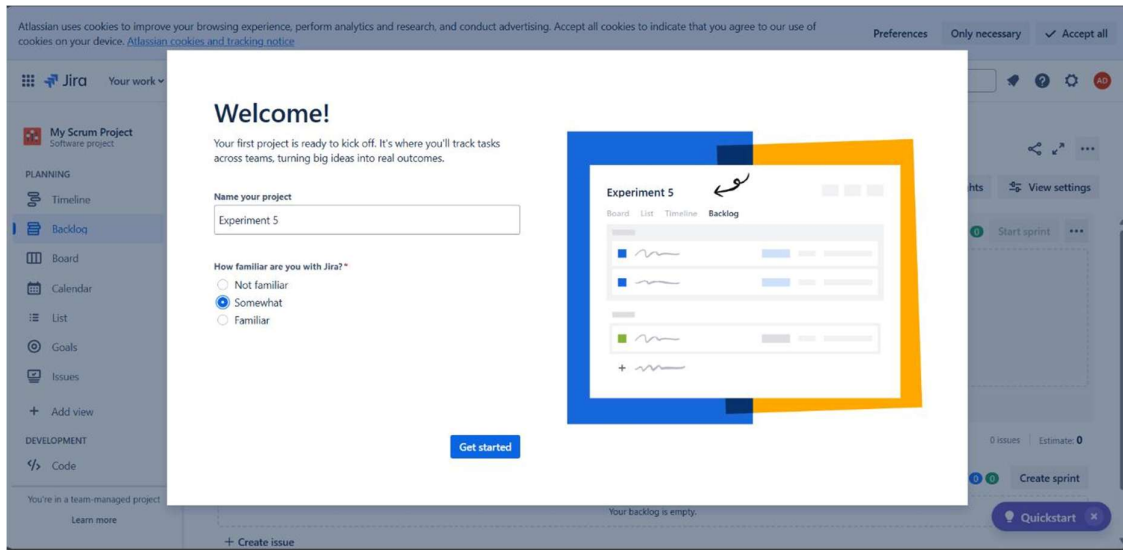 Atlassian uses cookies to improve your browsing experience, perform analytics and research, and conduct advertising. Accept all cookies to indicate that you agree to our use of
cookies on your device. Atlassian cookies and tracking notice
Preferences
Only necessary
Accept all
Jira
Your work
AD
My Scrum Project
Software project
PLANNING
Timeline
Backlog
Board
Calendar
List
Goals
Issues
Add view
DEVELOPMENT
Code
You're in a team-managed project
Learn more
Welcome!
Your first project is ready to kick off. It's where you'll track tasks
across teams, turning big ideas into real outcomes.
Name your project
Experiment 5
How familiar are you with Jira? *
Not familiar
Somewhat
Familiar
Get started
Experiment 5
Board List Timeline Backlog
View settings
0 Start sprint
0 issues Estimate: 0
0 0 Create sprint
Your backlog is empty.
+ Create issue
Quickstart